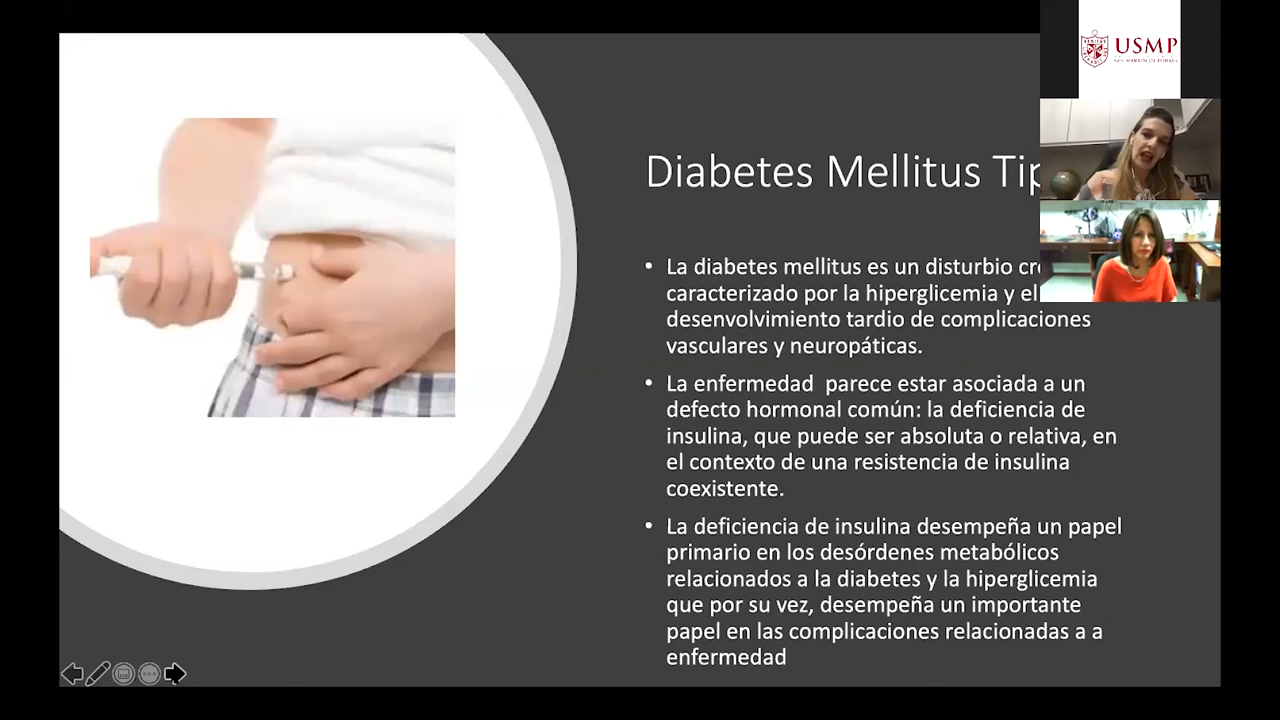 USMP
SAN MARTIN DE PORRES
Diabetes Mellitus Tip
• La diabetes mellitus es un disturbio
caracterizado por la hiperglicemia y el
desenvolvimiento tardio de complicaciones
vasculares y neuropáticas.
• La enfermedad  parece estar asociada a un
defecto hormonal común: la deficiencia de
insulina, que puede ser absoluta o relativa, en
el contexto de una resistencia de insulina
coexistente.
• La deficiencia de insulina desempeña un papel
primario en los desórdenes metabólicos
relacionados a la diabetes y la hiperglicemia
que por su vez, desempeña un importante
papel en las complicaciones relacionadas a a
enfermedad